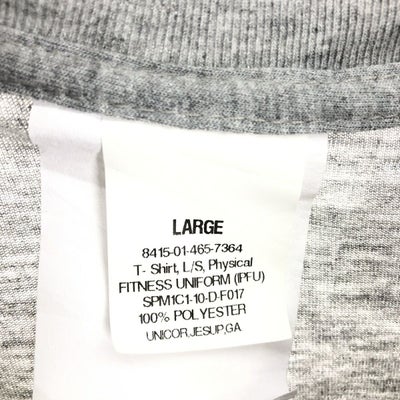 LARGE
8415-01-465-7364
T- Shirt, L/S, Physical
FITNESS UNIFORM (IPFU)
SPM1C1-10-D-F017
100% POLYESTER
UNICOR.JESUP,GA.